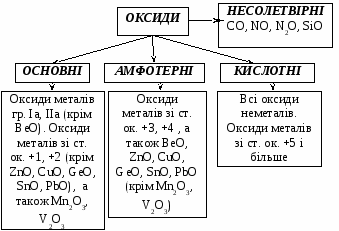 ОКСИДИ
НЕСОЛЕТВІРНІ
CO, NO, N2O, SiO
ОСНОВНІ
АМФОТЕРНІ
КИСЛОТНІ
Оксиди металів
гр. Іа, ІІа (крім
BeO). Оксиди
металів зі ст.
ок. +1, +2 (крім
ZnO, CuO, GeO,
SnO, PbO), а
також Mn2O3,
V2O3
Оксиди
металів зі ст.
ок. +3, +4 , а
також BeO,
ZnO, CuO,
GeO, SnO, PbO
(крім Mn2O3,
V2O3)
Всі оксиди
неметалів.
Оксиди металів
зі ст. ок. +5 і
більше